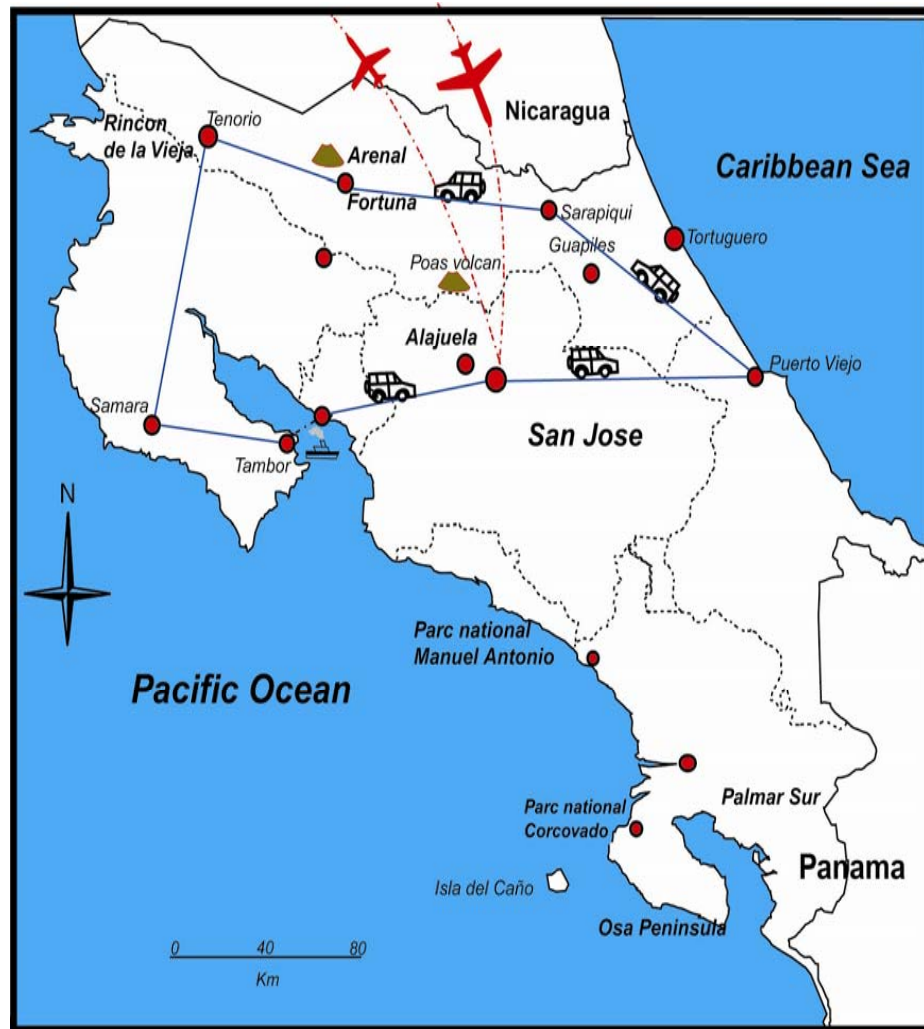 Nicaragua
Caribbean Sea
Rincon
de la Vieja
Tenorio
Arenal
Fortuna
Sarapiqui
Tortuguero
Guapiles
Poas volcan
Alajuela
Puerto Viejo
San Jose
Samara
Tambor
N
Parc national
Manuel Antonio
Pacific Ocean
Palmar Sur
Parc national
Corcovado
Panama
Isla del Caño
Osa Peninsula
0 40 80
Km